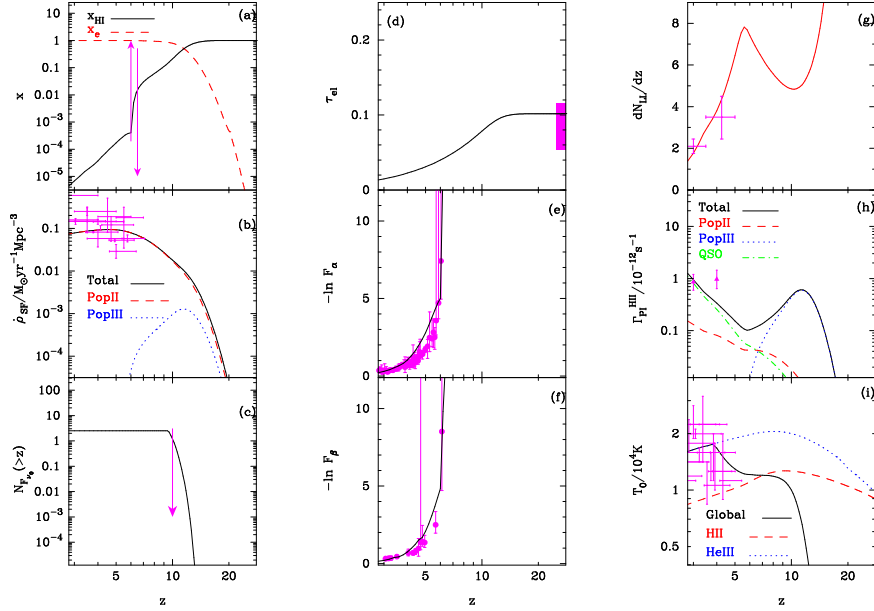 (a)
x_HI
x_e
x
1
0.1
0.01
10^-3
10^-4
10^-5
(b)
ρ̇_SF/M_⊙yr^-1Mpc^-3
0.1
0.01
10^-3
10^-4
Total
PopII
PopIII
(c)
N_Fν0(>z)
100
10
1
0.1
0.01
10^-3
10^-4
5 10 20
z
(d)
τ_el
0.2
0.1
0
(e)
-ln F_α
10
5
0
(f)
-ln F_β
10
5
0
5 10 20
z
(g)
dN_LL/dz
8
6
4
2
0
(h)
Total
PopII
PopIII
QSO
Γ_PI^HII/10^-12s^-1
10
1
0.1
(i)
T_0/10^4K
2
1
0.5
Global
HII
HeIII
5 10 20
z